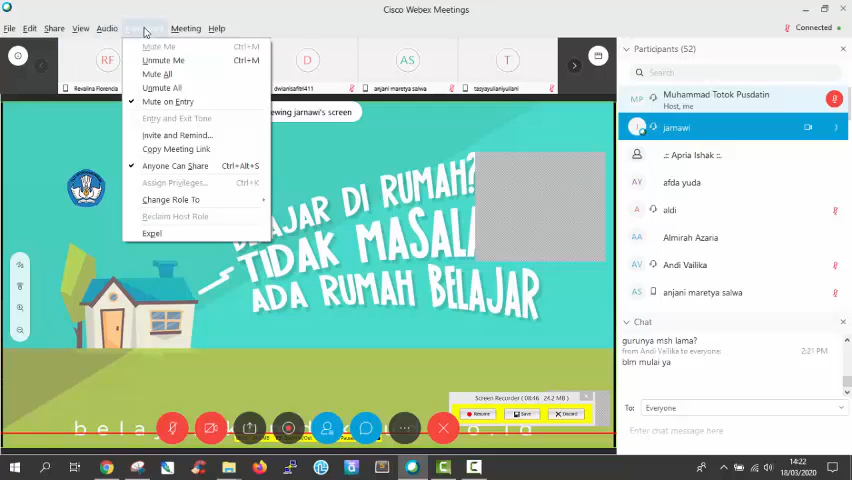 Cisco Webex Meetings
File Edit Share View Audio Meeting Help
Connected
Mute Me Ctrl+M
Unmute Me Ctrl+M
Mute All
Unmute All
Mute on Entry
Entry and Exit Tone
Invite and Remind...
Copy Meeting Link
Anyone Can Share Ctrl+Alt+S
Assign Privileges... Ctrl+K
Change Role To
Reclaim Host Role
Expel
RF
D
AS
T
Revalina Florencia
dwianisafitri411
anjani maretya salwa
tasyayulianiyuliani
ewing jarnawi's screen
BELAJAR DI RUMAH?
TIDAK MASAL
ADA RUMAH BELAJAR
Participants (52)
Search
MP Muhammad Totok Pusdatin
Host, me
jarnawi
.:: Apria Ishak ::.
AY afda yuda
A aldi
AA Almirah Azaria
AV Andi Vailika
AS anjani maretya salwa
Chat
gurunya msh lama?
from Andi Vailika to everyone: 2:21 PM
blm mulai ya
To: Everyone
Enter chat message here
Screen Recorder (08:46 24.2 MB)
Resume Save Discard
14:22
18/03/2020